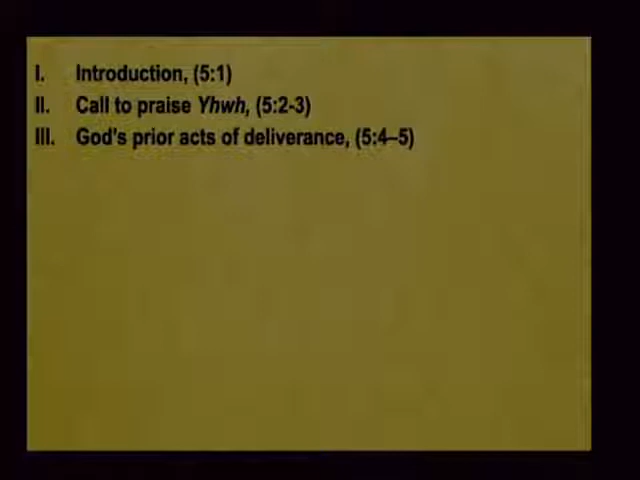 I. Introduction, (5:1)
II. Call to praise Yhwh, (5:2-3)
III. God's prior acts of deliverance, (5:4–5)